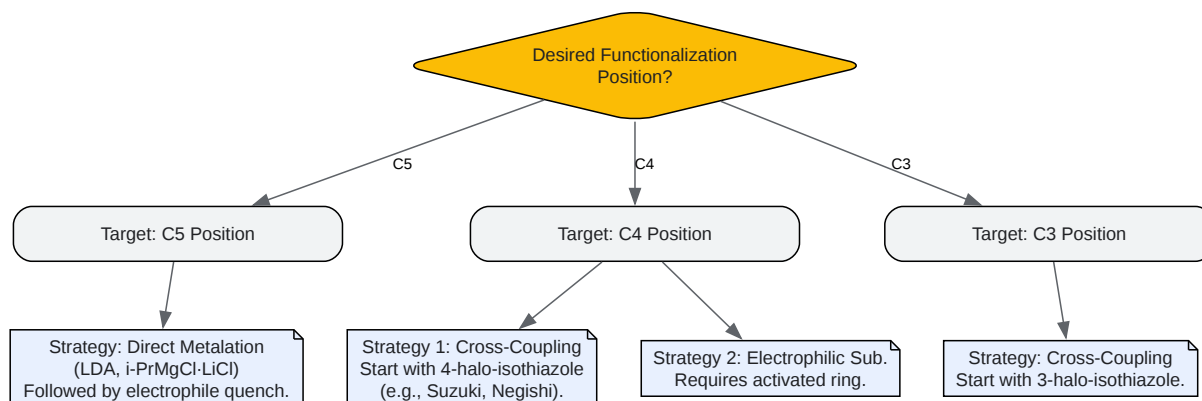 Desired Functionalization
Position?
C5
C4
C3
Target: C5 Position
Target: C4 Position
Target: C3 Position
Strategy: Direct Metalation
(LDA, i-PrMgCl·LiCl)
Followed by electrophile quench.
Strategy 1: Cross-Coupling
Start with 4-halo-isothiazole
(e.g., Suzuki, Negishi).
Strategy 2: Electrophilic Sub.
Requires activated ring.
Strategy: Cross-Coupling
Start with 3-halo-isothiazole.